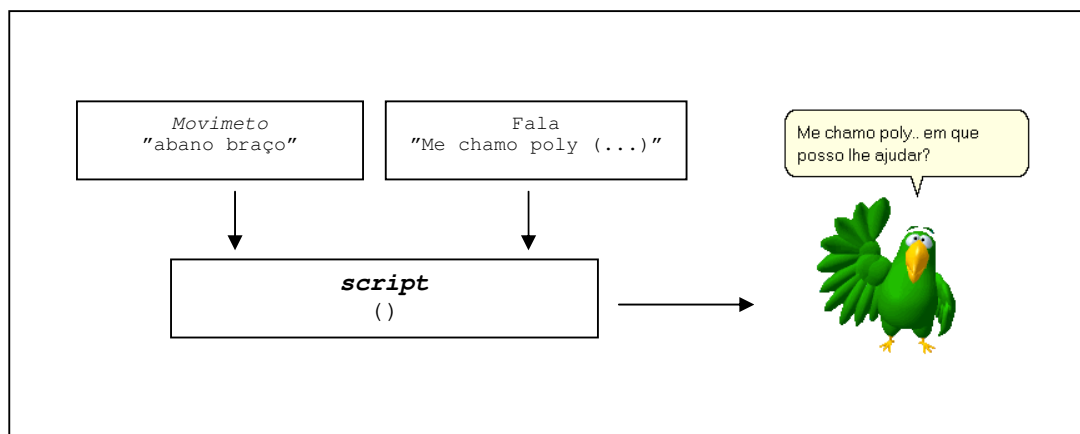 Movimeto
”abano braço”
Fala
”Me chamo poly (...)”
Me chamo poly.. em que
posso lhe ajudar?
script
()